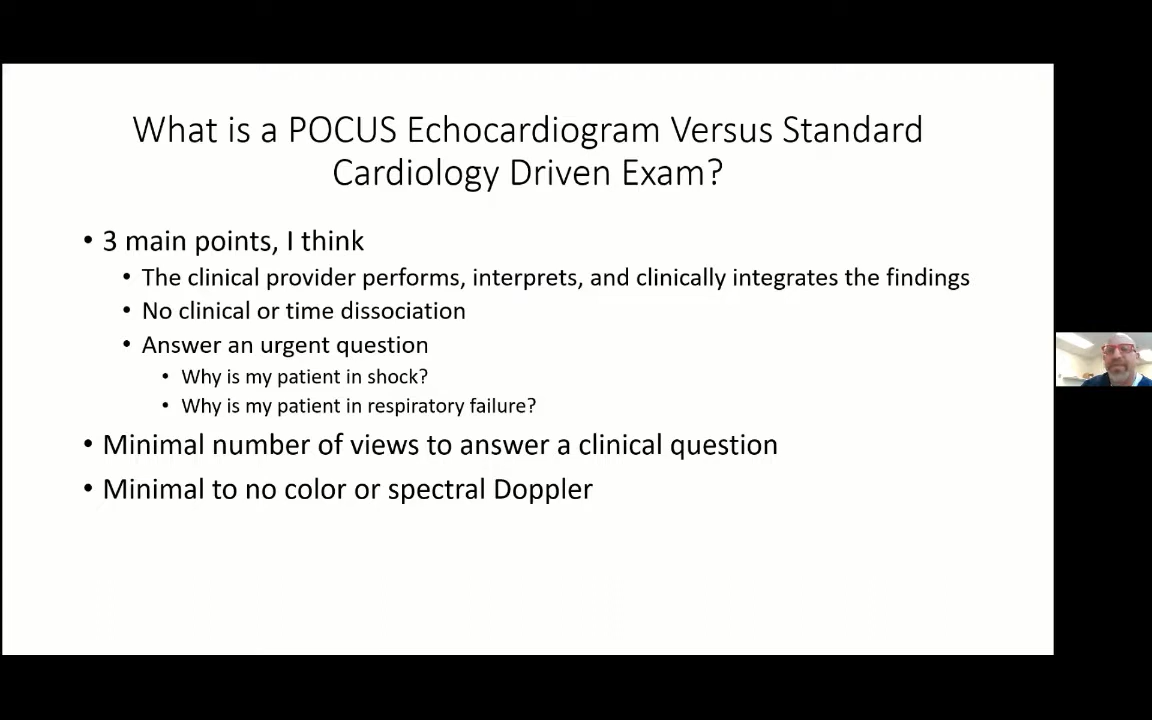 What is a POCUS Echocardiogram Versus Standard
Cardiology Driven Exam?
• 3 main points, I think
• The clinical provider performs, interprets, and clinically integrates the findings
• No clinical or time dissociation
• Answer an urgent question
• Why is my patient in shock?
• Why is my patient in respiratory failure?
• Minimal number of views to answer a clinical question
• Minimal to no color or spectral Doppler